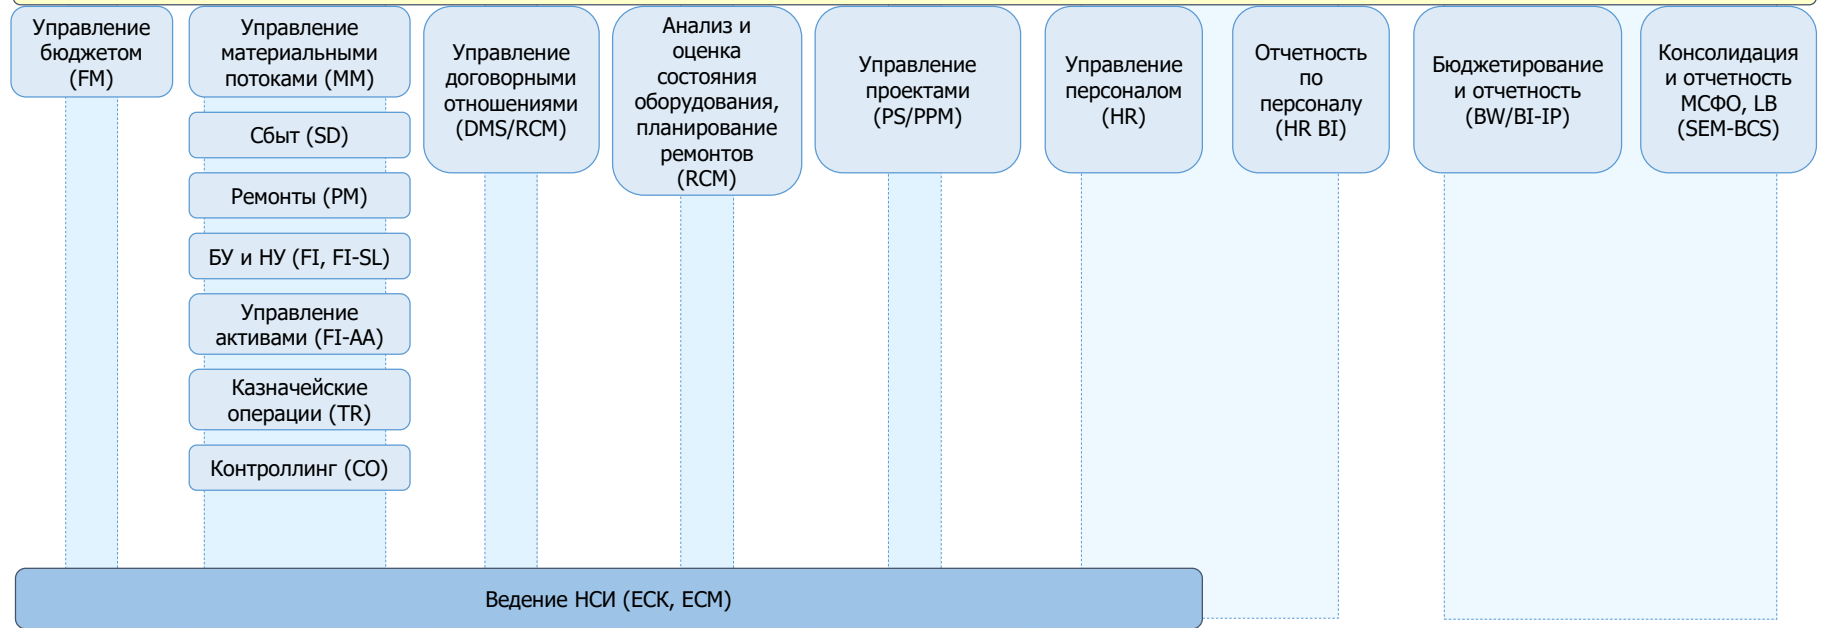 Управление
бюджетом
(FM)
Управление
материальными
потоками (MM)
Сбыт (SD)
Ремонты (PM)
БУ и НУ (FI, FI-SL)
Управление
активами (FI-AA)
Казначейские
операции (TR)
Контроллинг (CO)
Управление
договорными
отношениями
(DMS/RCM)
Анализ и
оценка
состояния
оборудования,
планирование
ремонтов
(RCM)
Управление
проектами
(PS/PPM)
Управление
персоналом
(HR)
Отчетность
по
персоналу
(HR BI)
Бюджетирование
и отчетность
(BW/BI-IP)
Консолидация
и отчетность
МСФО, LB
(SEM-BCS)
Ведение НСИ (ЕСК, ЕСМ)